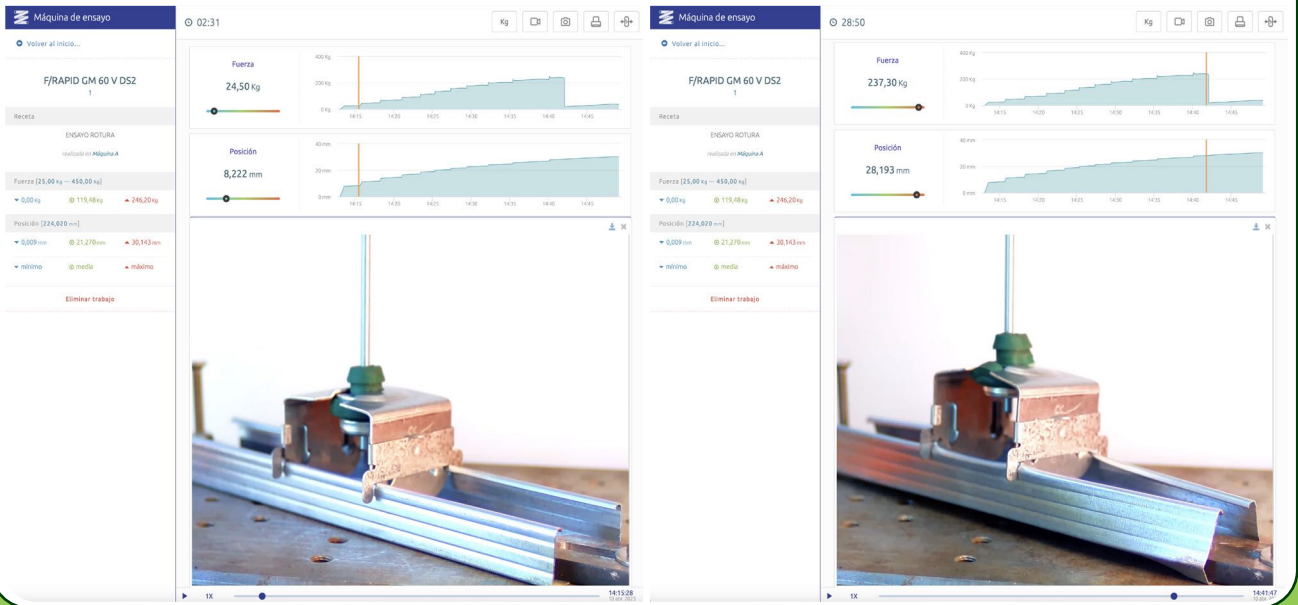 Máquina de ensayo
Volver al inicio...
F/RAPID GM 60 V DS2
1
Receta
ENSAYO ROTURA
realizada en Máquina A
Fuerza [25,00 Kg — 450,00 Kg]
0,00 Kg 119,48 Kg 246,20 Kg
Posición [224,020 mm]
0,009 mm 21,270 mm 30,143 mm
mínimo media máximo
Eliminar trabajo
02:31
Kg
Fuerza
24,50 Kg
400 Kg
200 Kg
0 Kg
14:15 14:20 14:25 14:30 14:35 14:40 14:45
Posición
8,222 mm
40 mm
20 mm
0 mm
14:15 14:20 14:25 14:30 14:35 14:40 14:45
1X
14:15:28
Máquina de ensayo
Volver al inicio...
F/RAPID GM 60 V DS2
1
Receta
ENSAYO ROTURA
realizada en Máquina A
Fuerza [25,00 Kg — 450,00 Kg]
0,00 Kg 119,48 Kg 246,20 Kg
Posición [224,020 mm]
0,009 mm 21,270 mm 30,143 mm
mínimo media máximo
Eliminar trabajo
28:50
Kg
Fuerza
237,30 Kg
400 Kg
200 Kg
0 Kg
14:15 14:20 14:25 14:30 14:35 14:40 14:45
Posición
28,193 mm
40 mm
20 mm
0 mm
14:15 14:20 14:25 14:30 14:35 14:40 14:45
1X
14:41:47